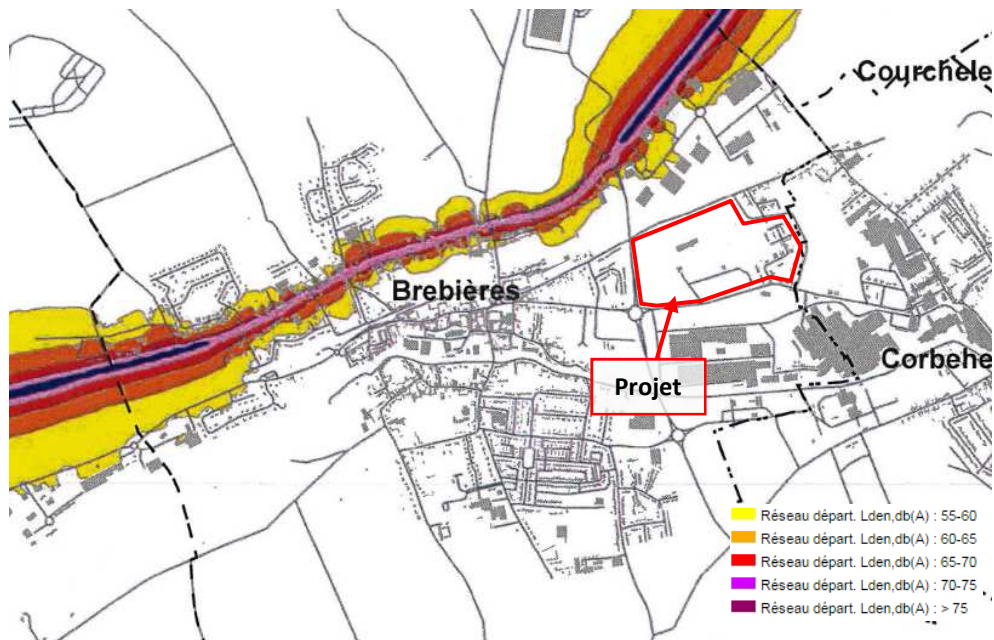 Courchele
Brebières
Corbehe
Projet
Réseau départ. Lden,db(A) : 55-60
Réseau départ. Lden,db(A) : 60-65
Réseau départ. Lden,db(A) : 65-70
Réseau départ. Lden,db(A) : 70-75
Réseau départ. Lden,db(A) : > 75